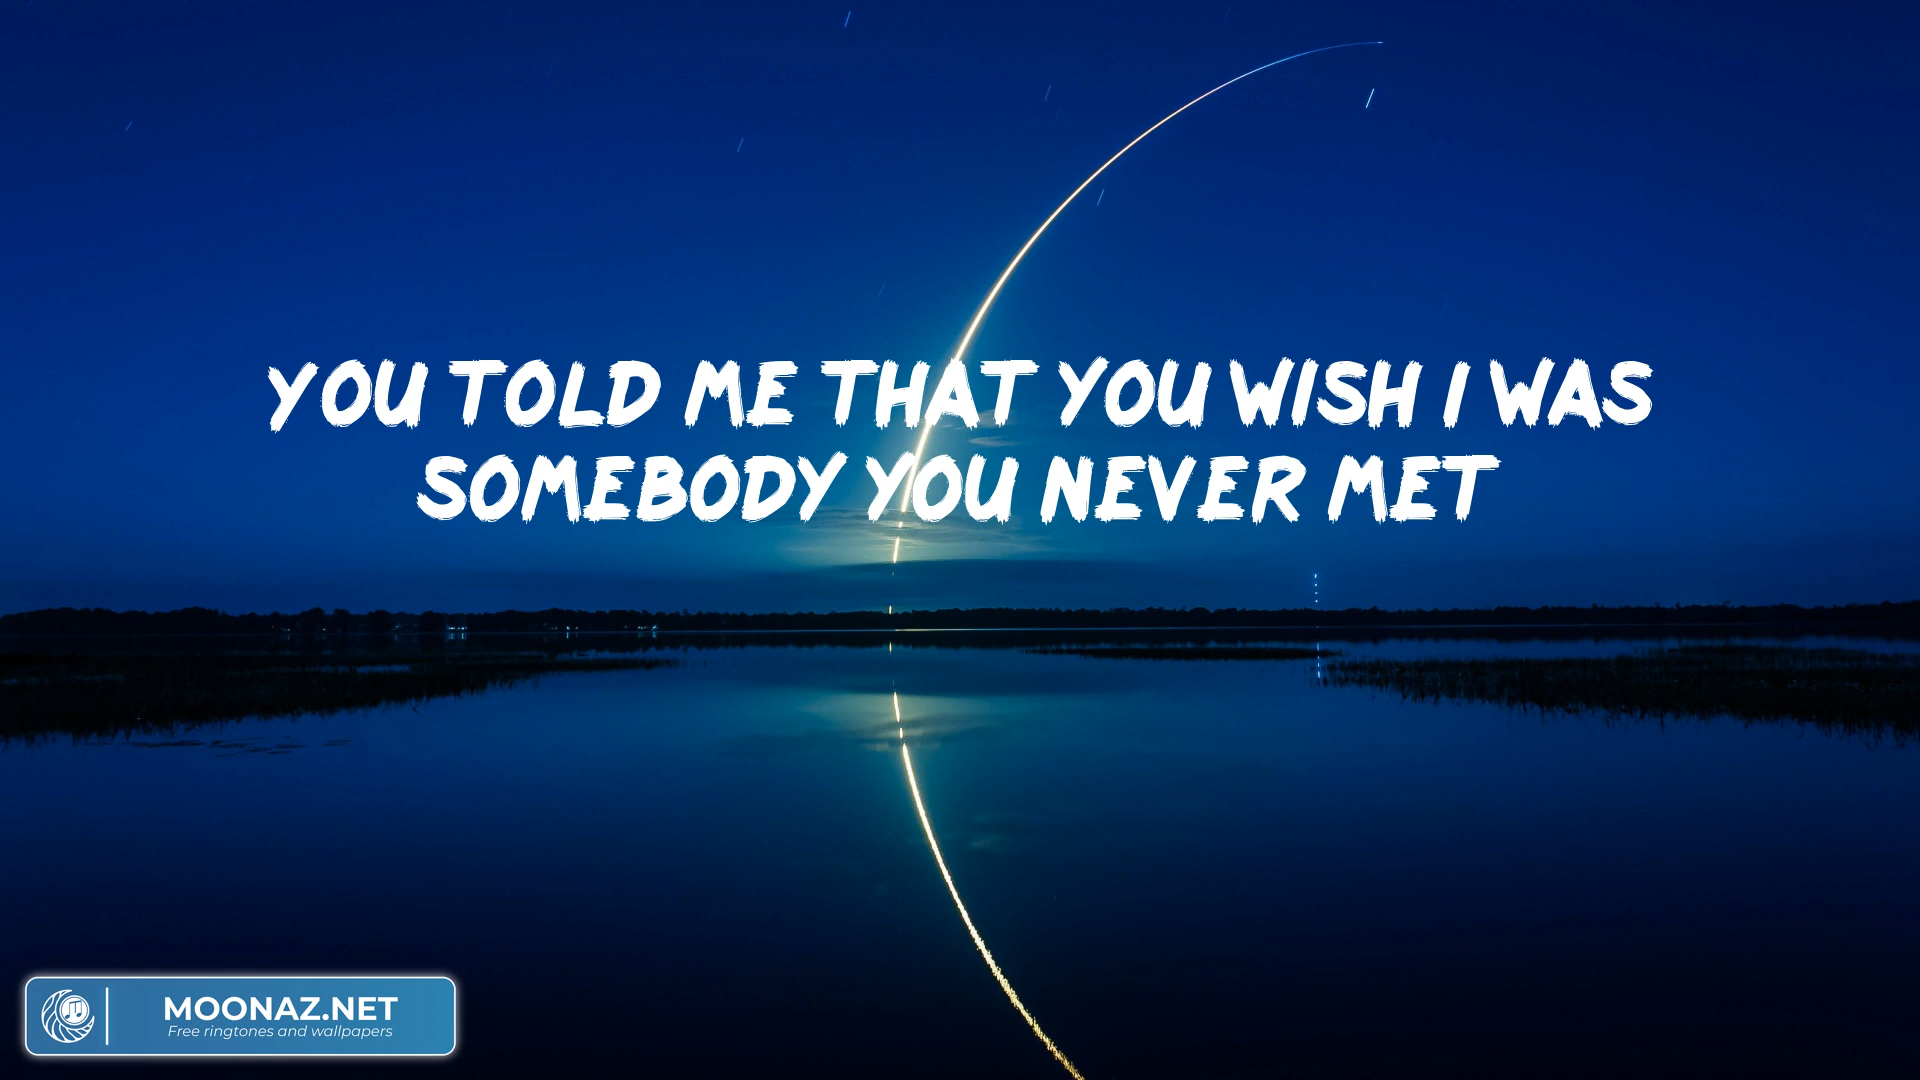 YOU TOLD ME THAT YOU WISH I WAS
SOMEBODY YOU NEVER MET
MOONAZ.NET
Free ringtones and wallpapers